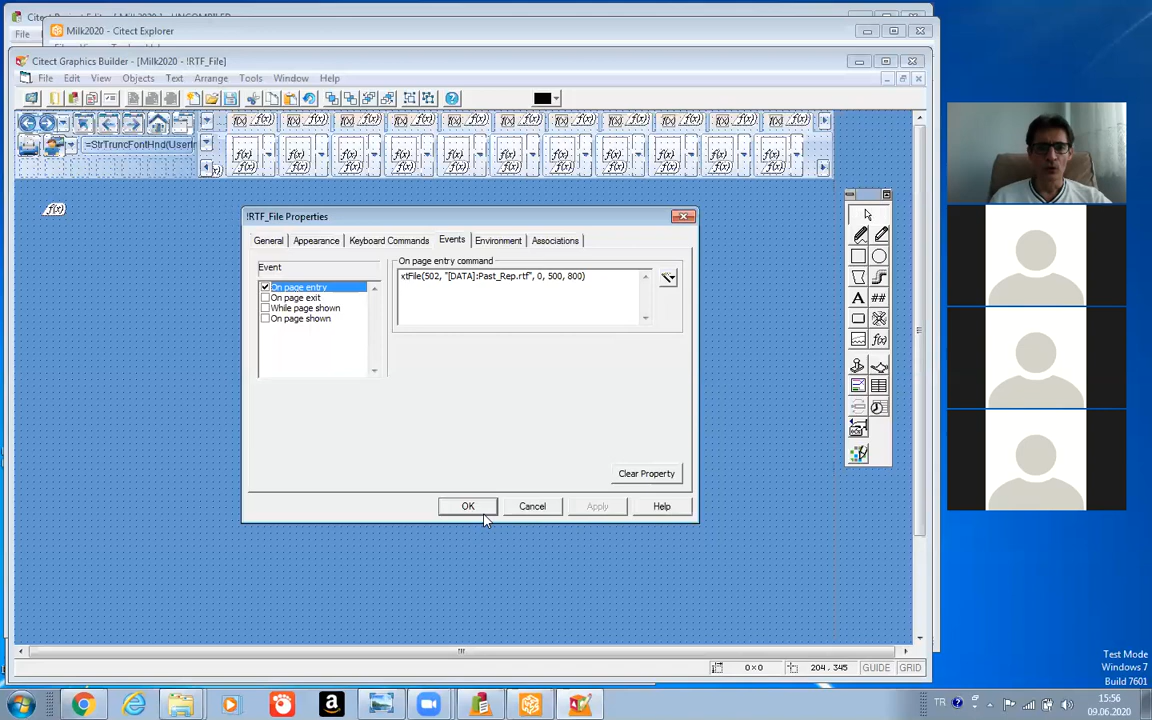 Milk2020 - Citect Explorer
Citect Graphics Builder - [Milk2020 - !RTF_File]
File Edit View Tools Objects Text Arrange Tools Window Help
=StrTruncFontHnd(UserIn
f(x)
!RTF_File Properties
General Appearance Keyboard Commands Events Environment Associations
Event
On page entry
On page exit
While page shown
On page shown
On page entry command
xtFile(502, "[DATA]:Past_Rep.rtf", 0, 500, 800)
Clear Property
OK Cancel Apply Help
A ##
f(x)
0×0 204, 345 GUIDE GRID
Test Mode
Windows 7
Build 7601
TR 15:56
09.06.2020